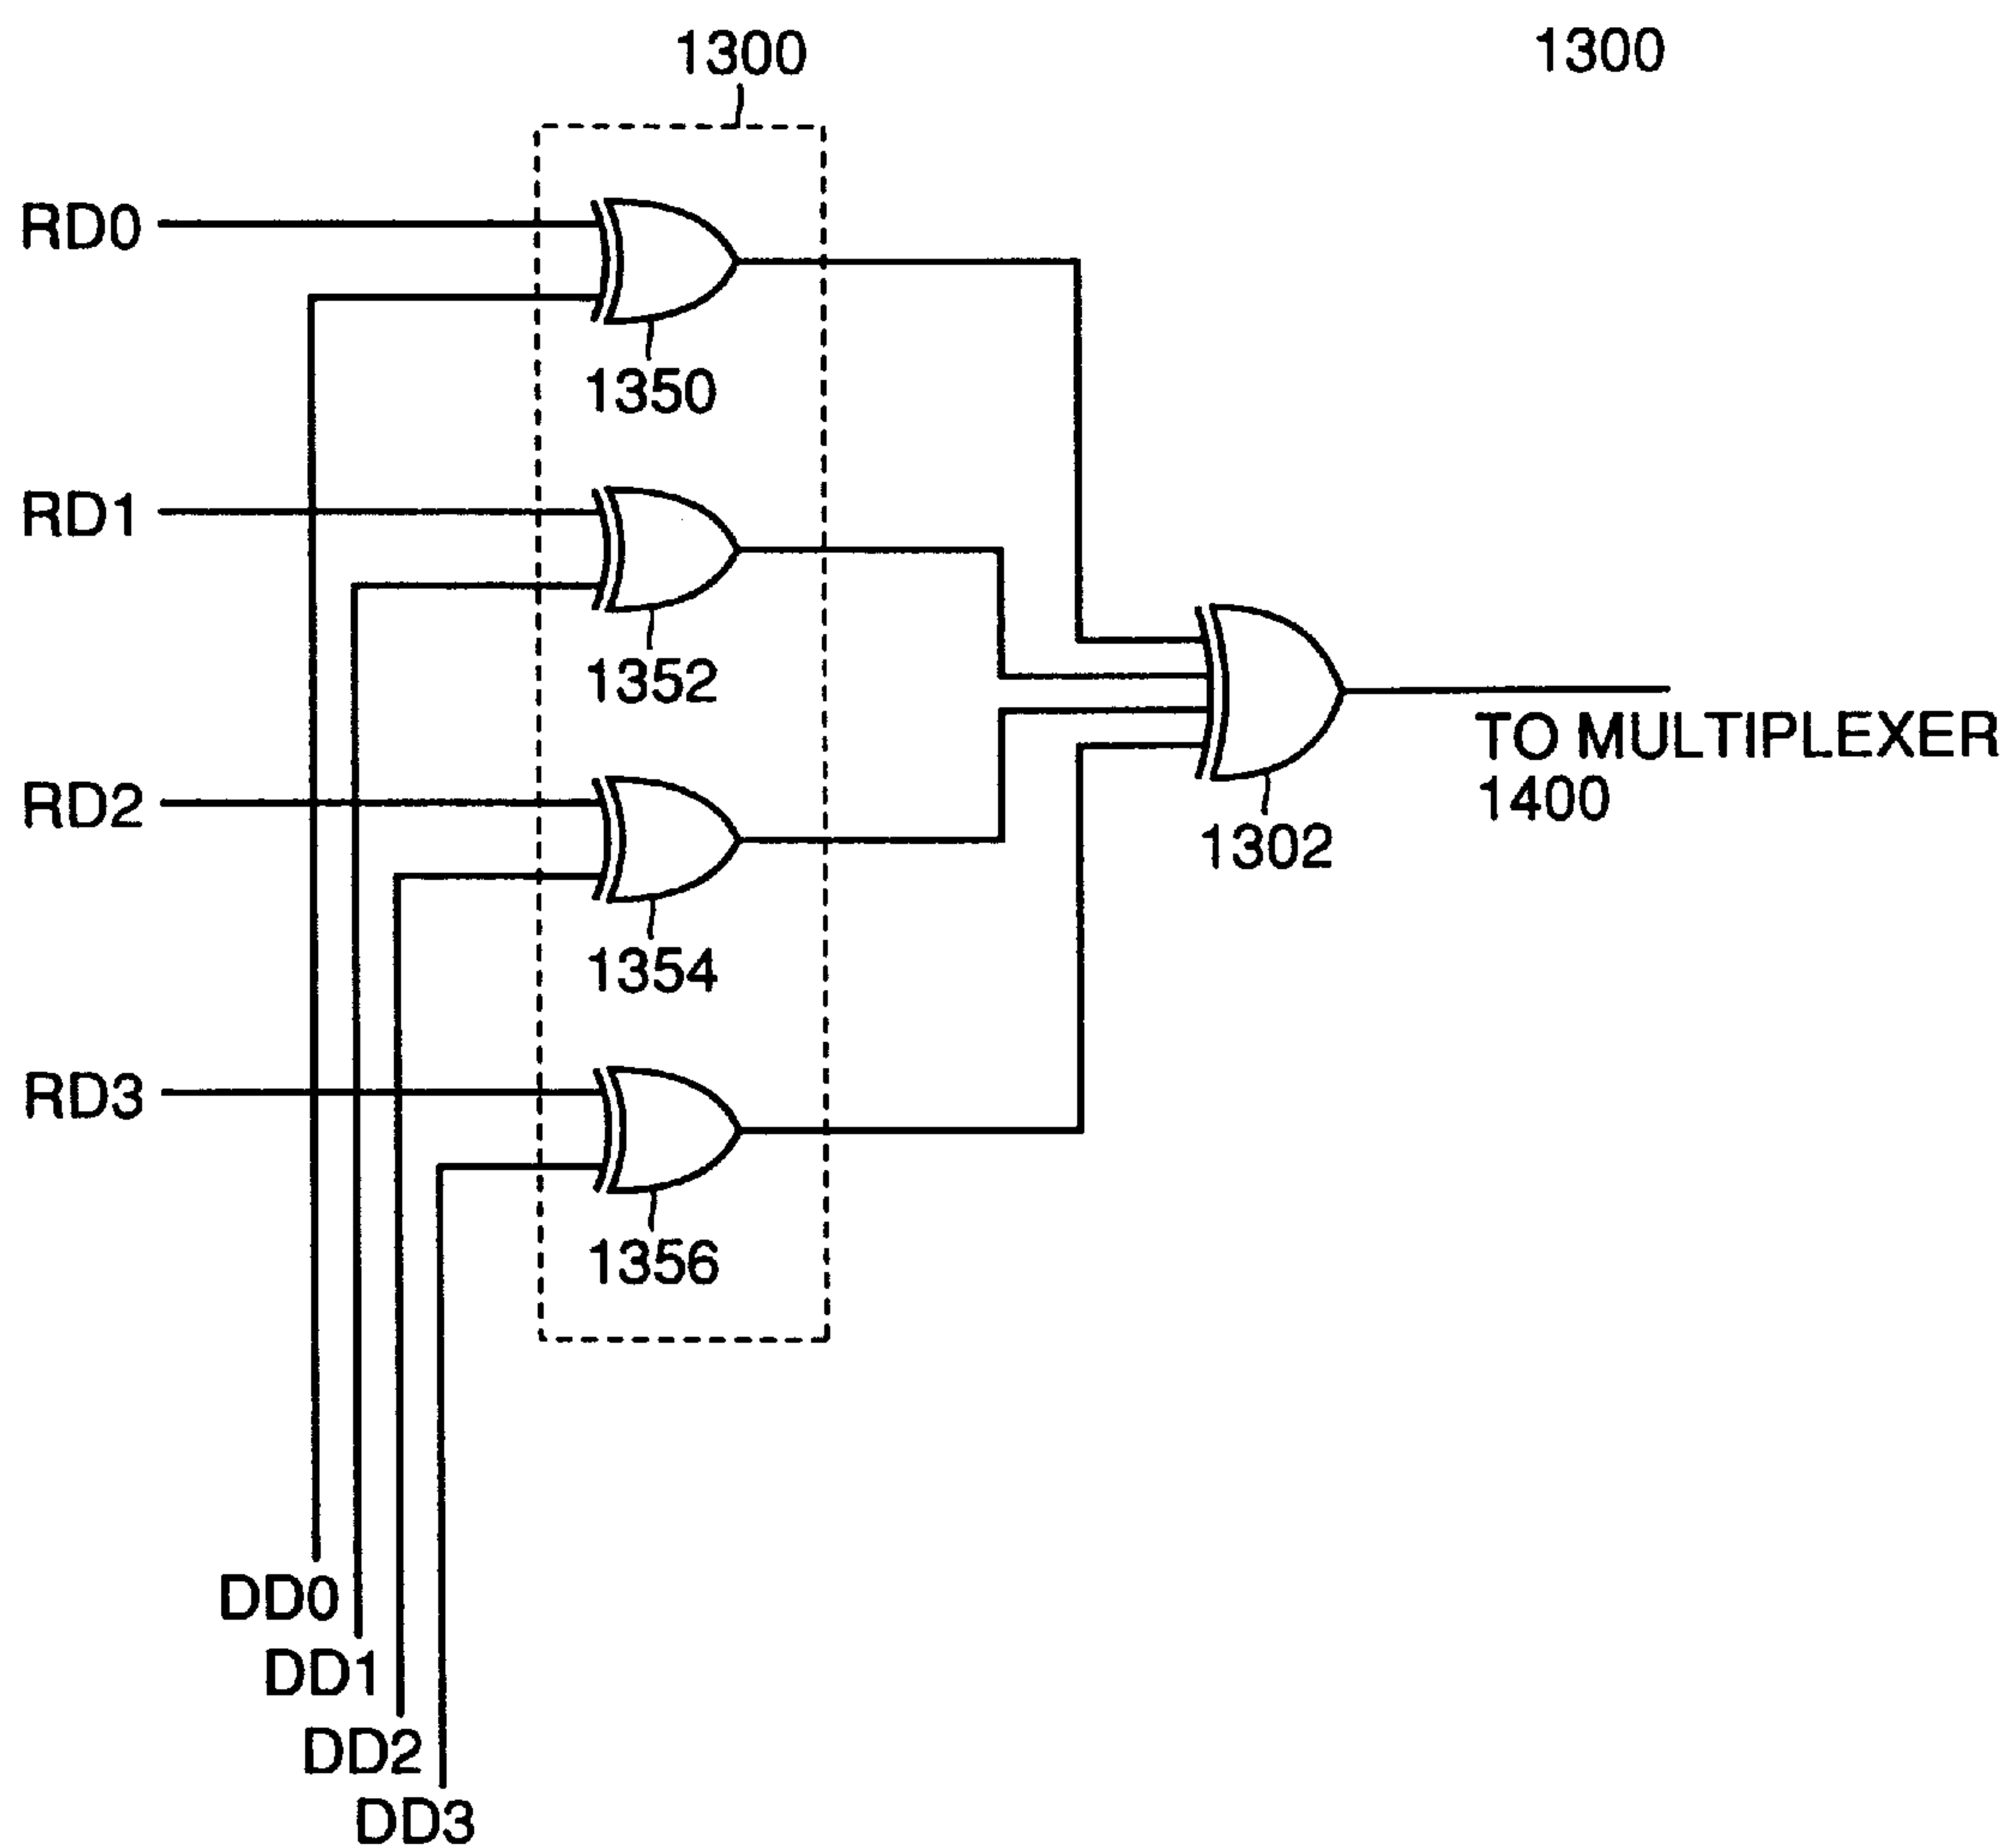 1300
1300
RD0
1350
RD1
1352
TO MULTIPLEXER
1400
RD2
1302
1354
RD3
1356
DD0
DD1
DD2
DD3